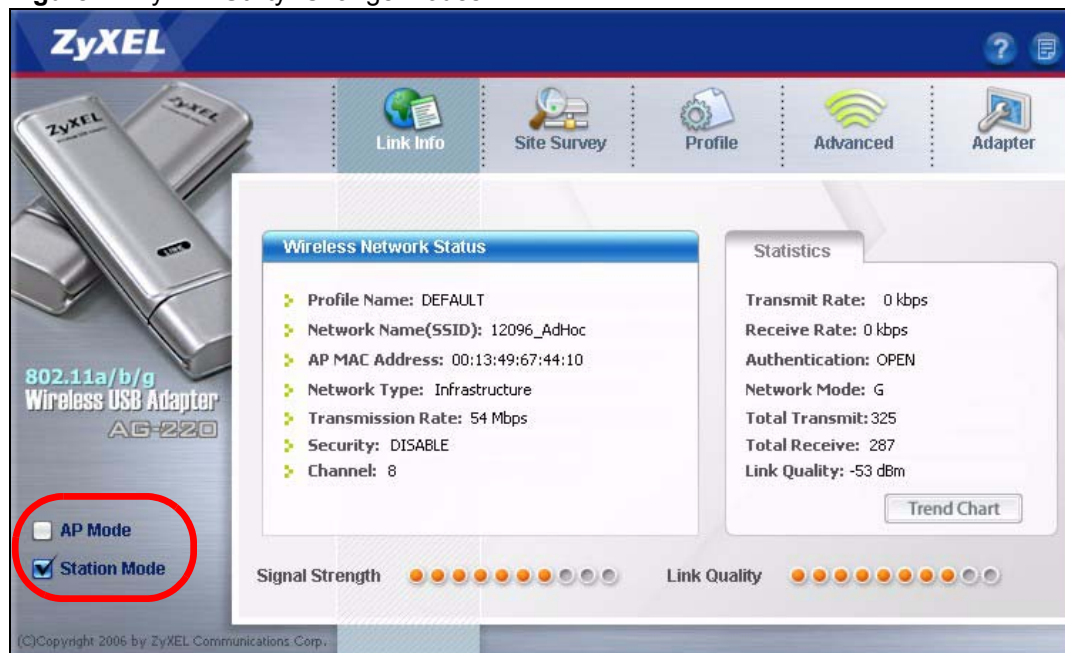 ZyXEL
ZyXEL
ZyXEL
Link Info
Site Survey
Profile
Advanced
Adapter
802.11a/b/g
Wireless USB Adapter
AG-220
Wireless Network Status
Profile Name: DEFAULT
Network Name(SSID): 12096_AdHoc
AP MAC Address: 00:13:49:67:44:10
Network Type: Infrastructure
Transmission Rate: 54 Mbps
Security: DISABLE
Channel: 8
Statistics
Transmit Rate: 0 kbps
Receive Rate: 0 kbps
Authentication: OPEN
Network Mode: G
Total Transmit: 325
Total Receive: 287
Link Quality: -53 dBm
Trend Chart
AP Mode
Station Mode
Signal Strength
Link Quality
(C)Copyright 2006 by ZyXEL Communications Corp.